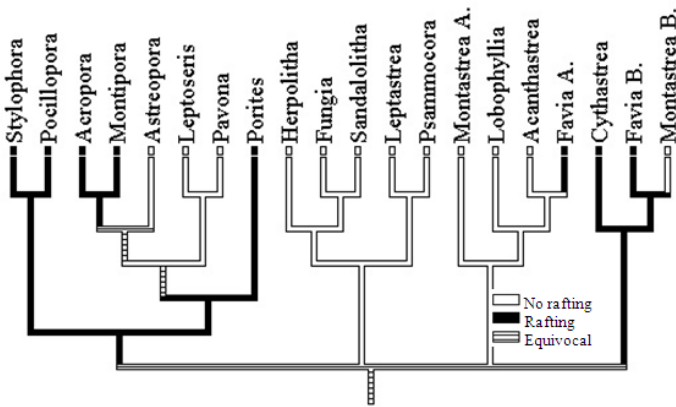 Stylophora
Pocillopora
Acropora
Montipora
Astreopora
Leptoseris
Pavona
Porites
Herpolitha
Fungia
Sandalolitha
Leptastrea
Psammocora
Montastrea A.
Lobophyllia
Acanthastrea
Favia A.
Cythastrea
Favia B.
Montastrea B.
No rafting
Rafting
Equivocal